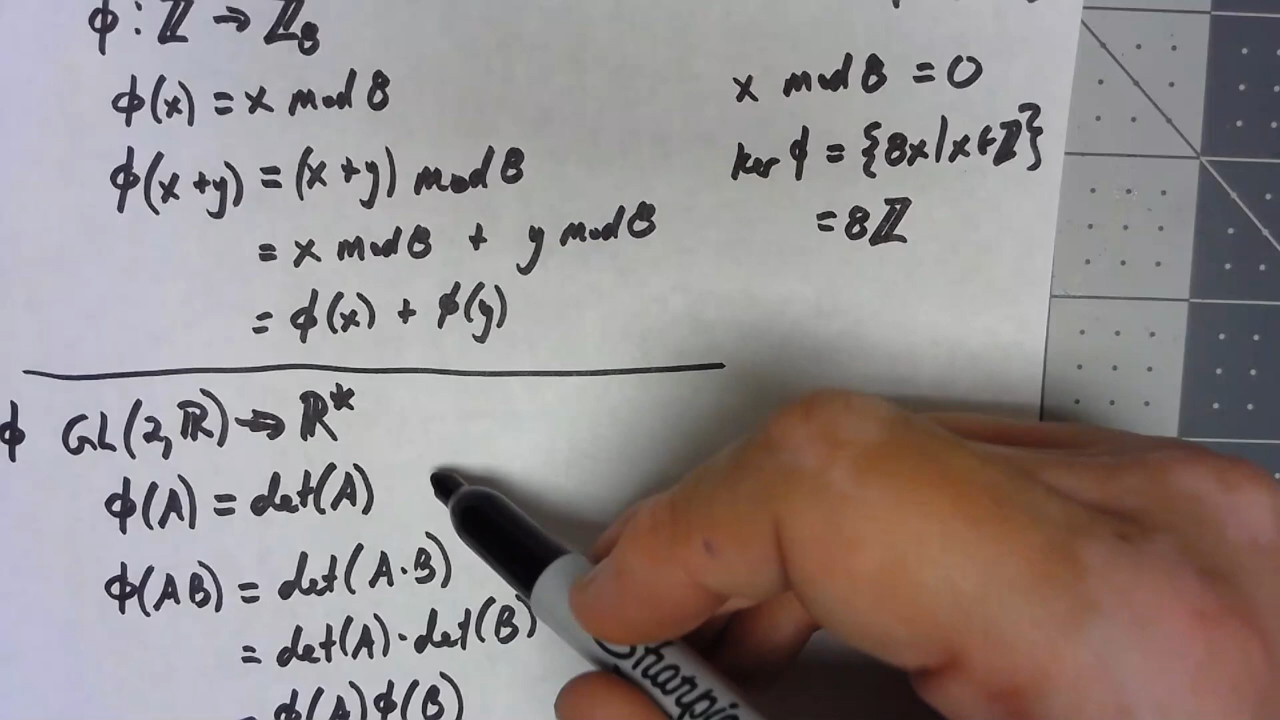 ϕ : ℤ → ℤ₈
ϕ(x) = x mod 8
ϕ(x+y) = (x+y) mod 8
= x mod 8 + y mod 8
= ϕ(x) + ϕ(y)
x mod 8 = 0
ker ϕ = {8x | x ∈ ℤ}
= 8ℤ
ϕ GL(2, ℝ) → ℝ*
ϕ(A) = det(A)
ϕ(AB) = det(A·B)
= det(A)·det(B)
= ϕ(A)ϕ(B)
Sharpie